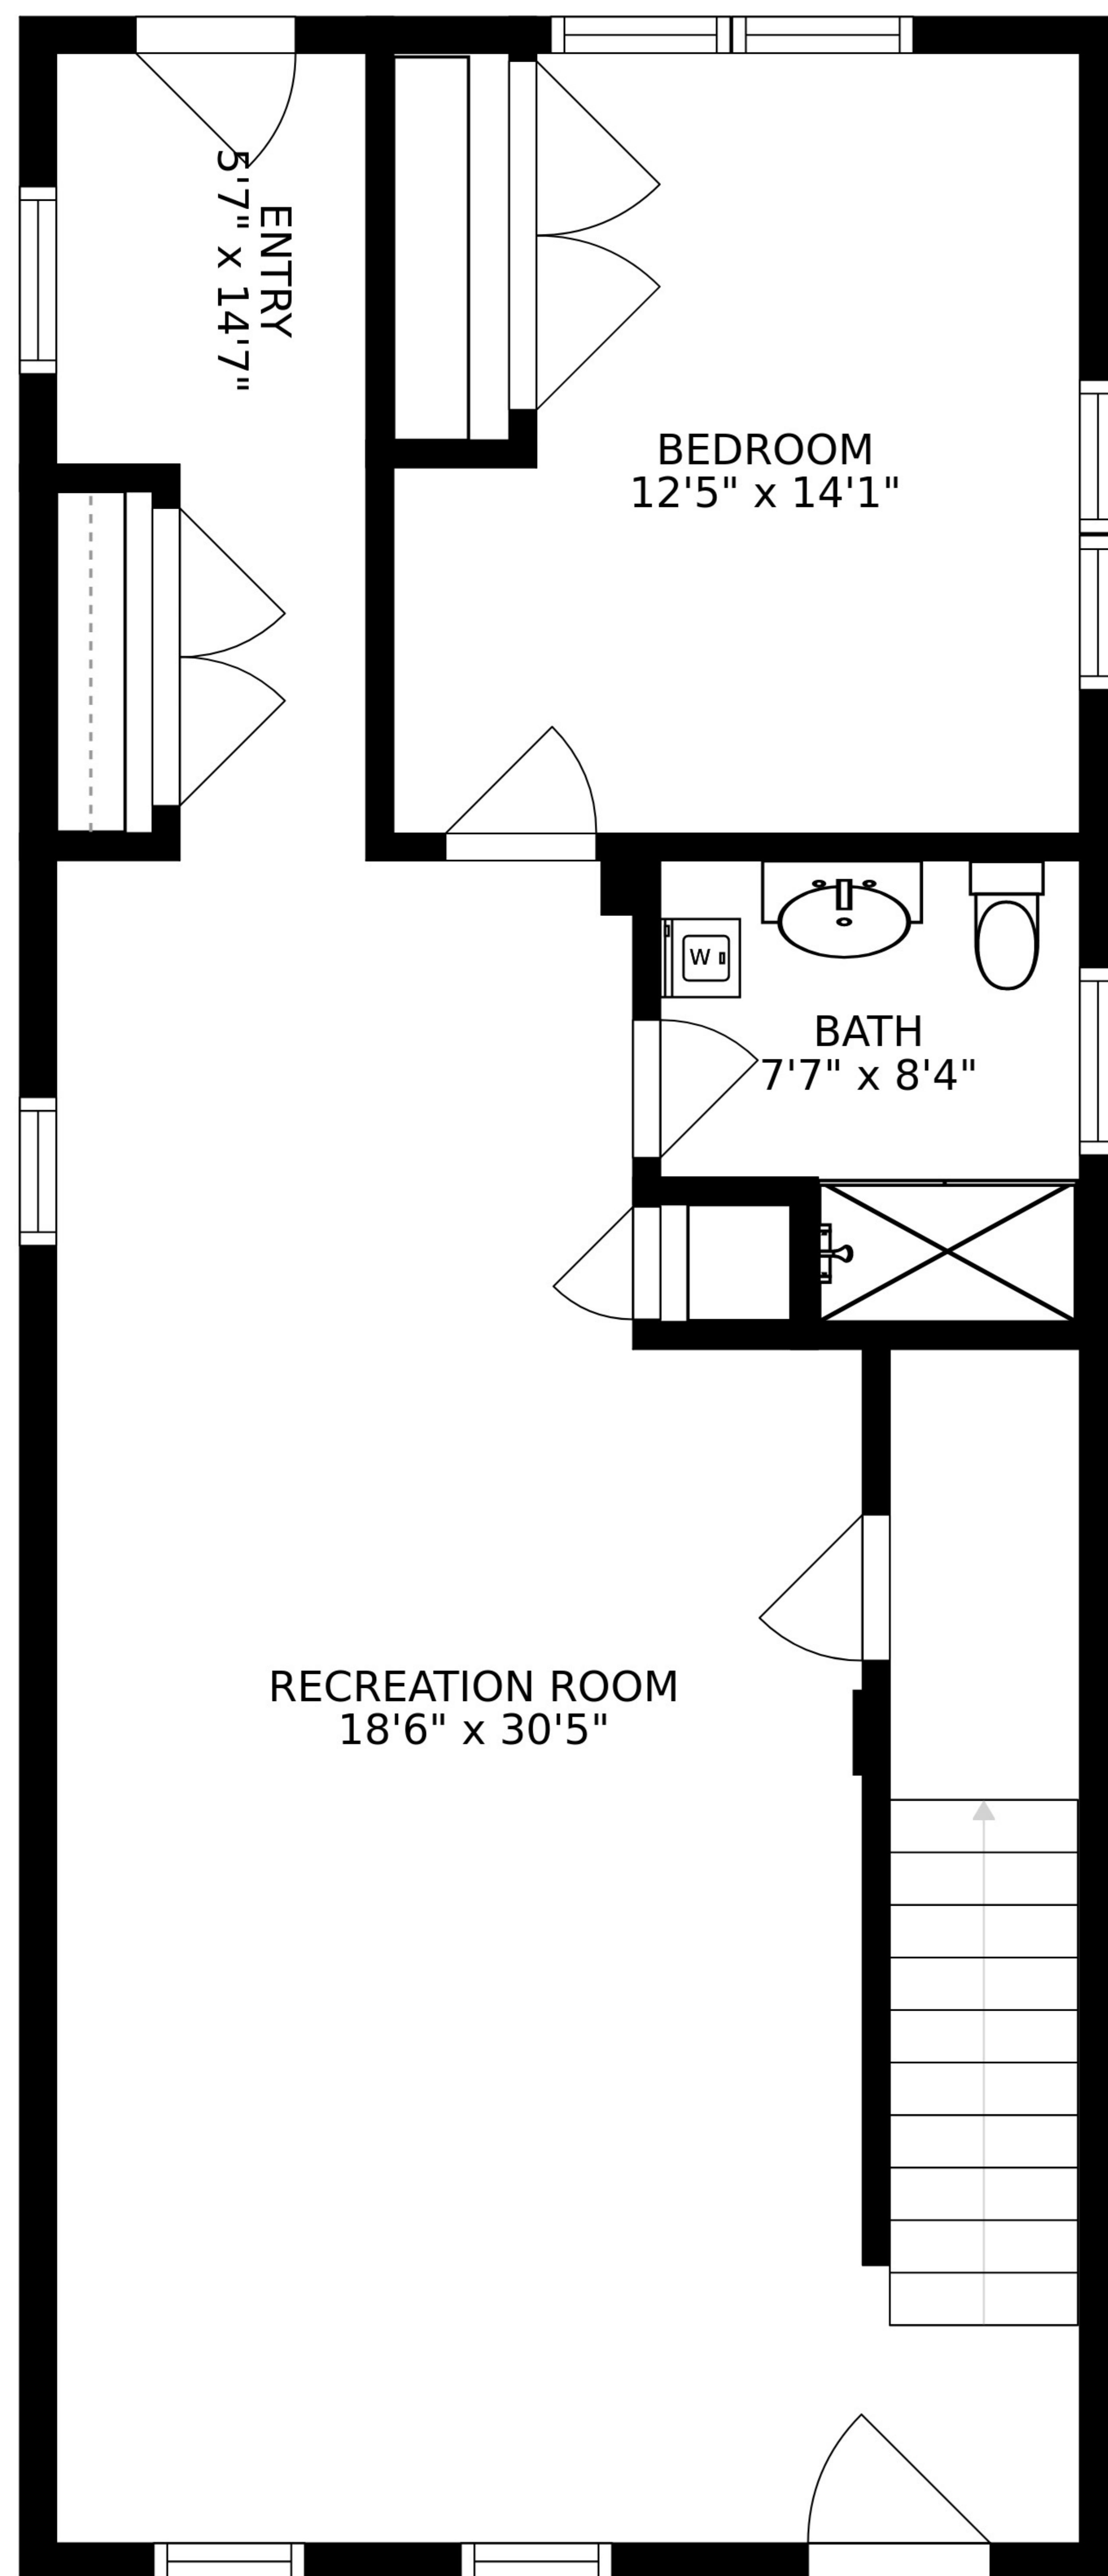 ENTRY
5'7" x 14'7"
BEDROOM
12'5" x 14'1"
W
BATH
7'7" x 8'4"
RECREATION ROOM
18'6" x 30'5"